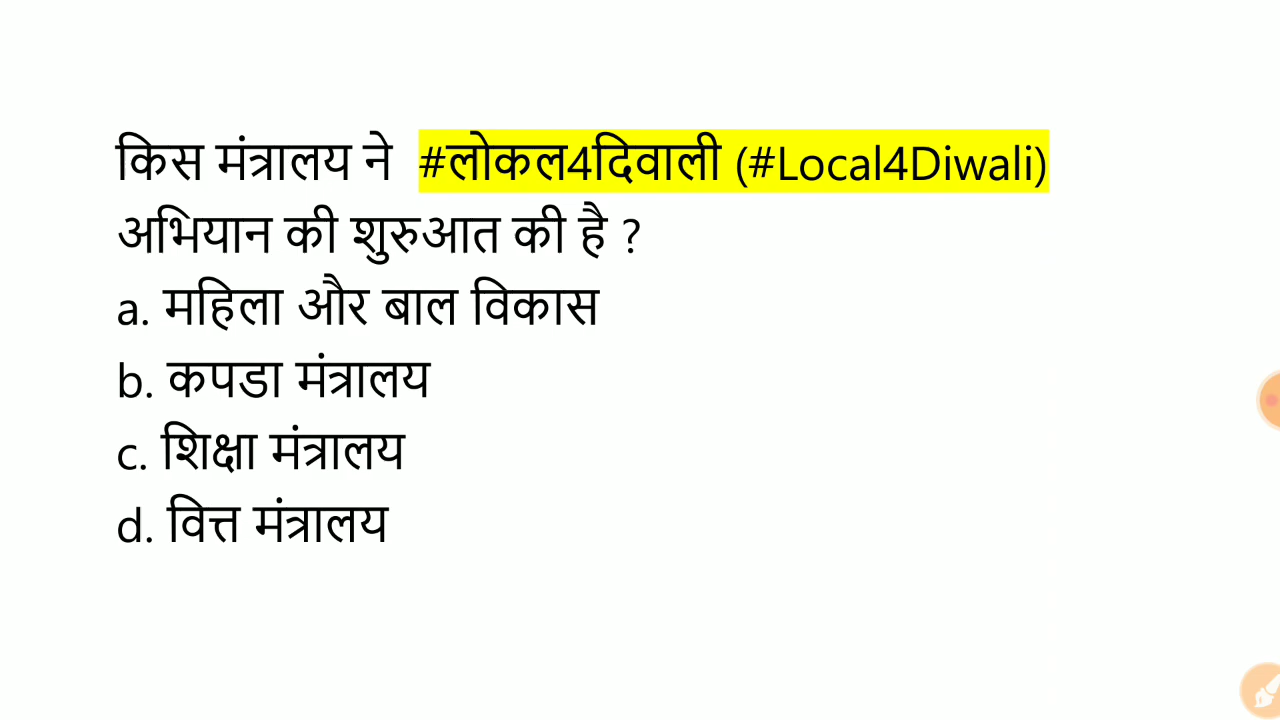 किस मंत्रालय ने #लोकल4दिवाली (#Local4Diwali)
अभियान की शुरुआत की है ?
a. महिला और बाल विकास
b. कपडा मंत्रालय
c. शिक्षा मंत्रालय
d. वित्त मंत्रालय